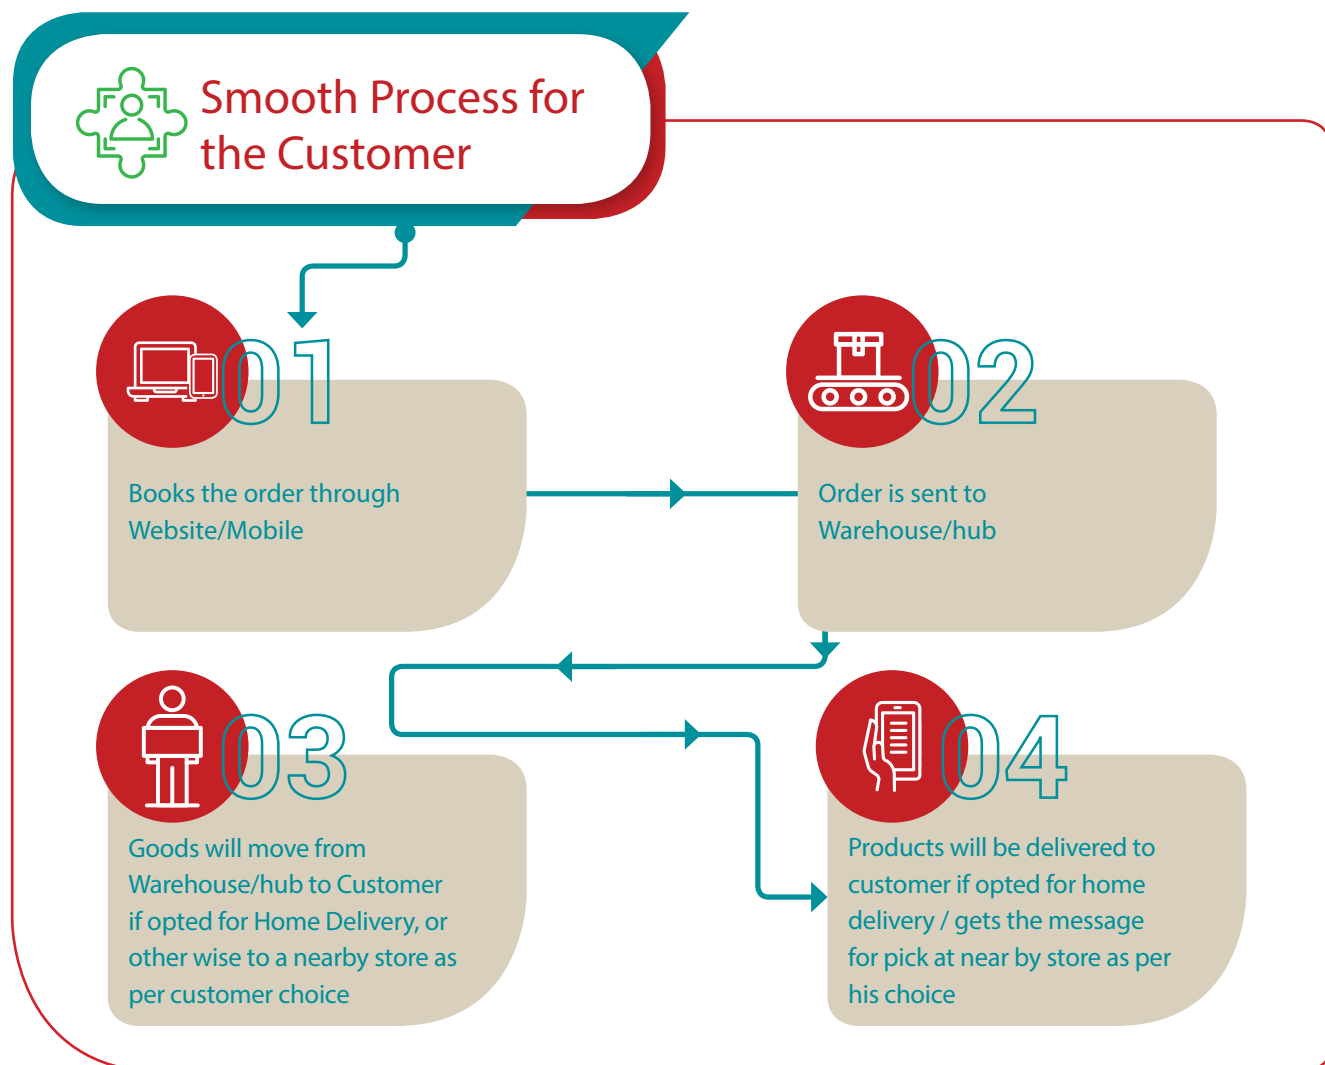 Smooth Process for
the Customer
01
Books the order through
Website/Mobile
02
Order is sent to
Warehouse/hub
03
Goods will move from
Warehouse/hub to Customer
if opted for Home Delivery, or
other wise to a nearby store as
per customer choice
04
Products will be delivered to
customer if opted for home
delivery / gets the message
for pick at near by store as per
his choice